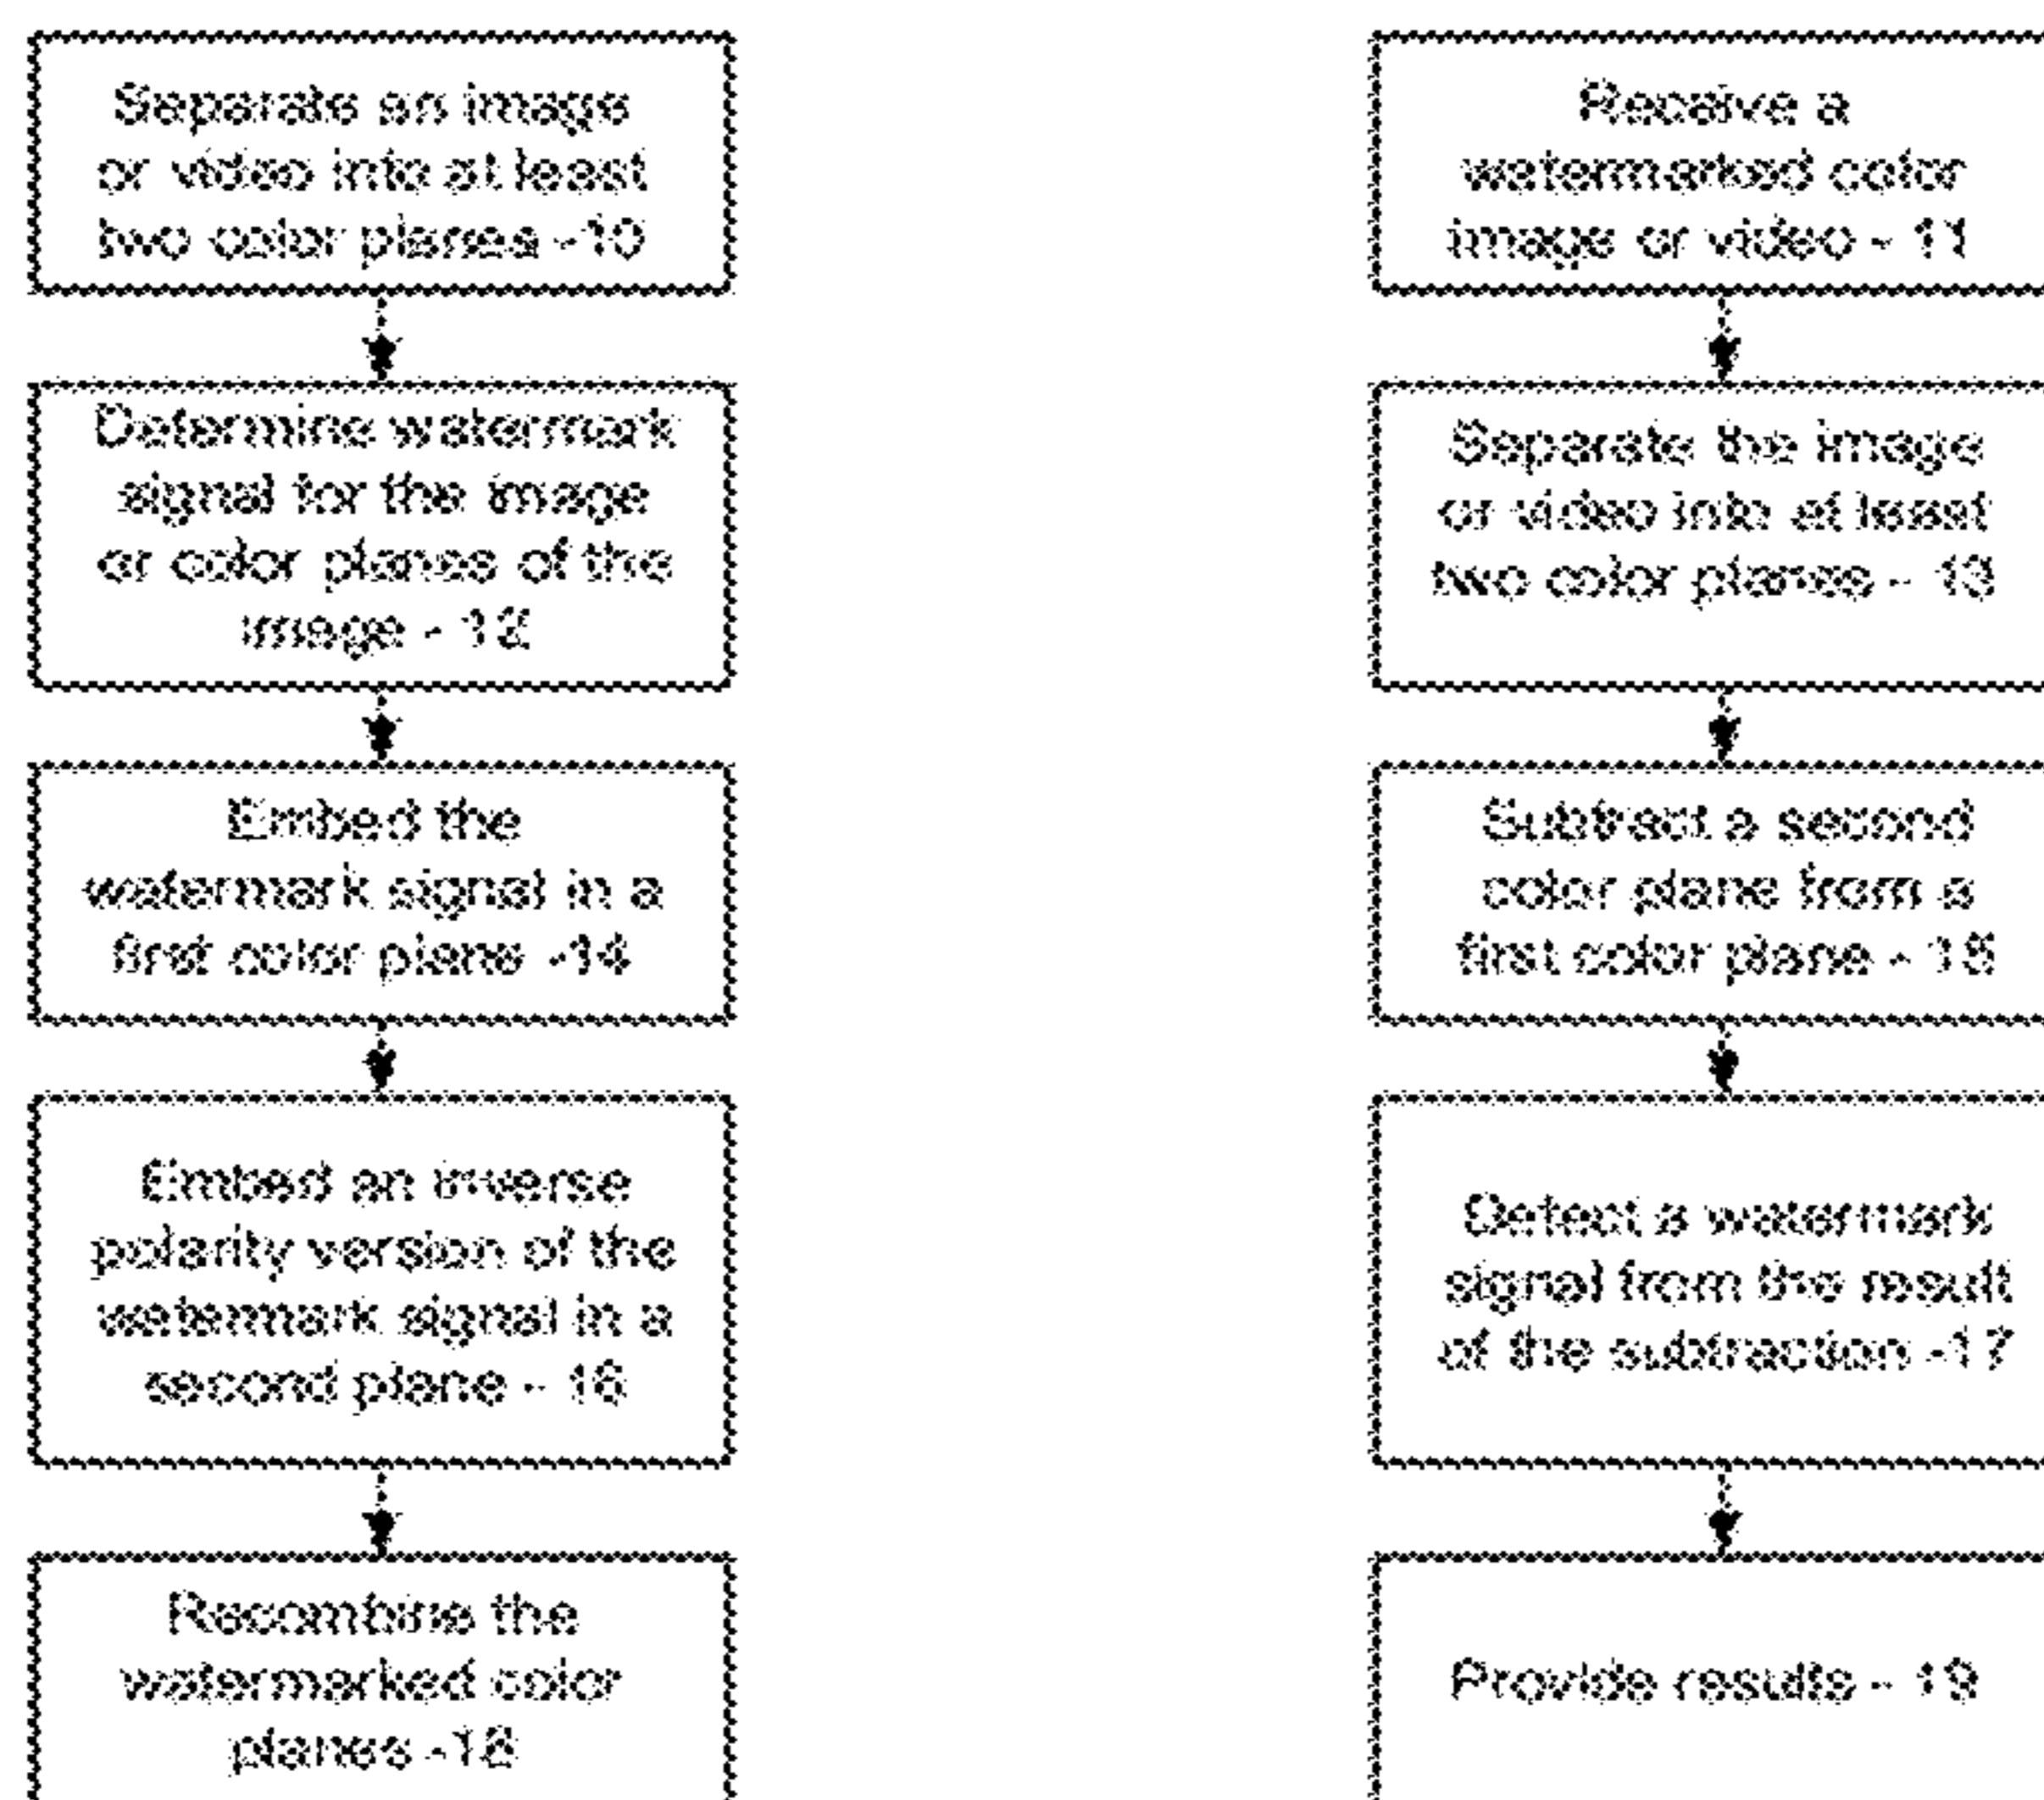 Separate an image
or video into at least
two color planes -10
Determine watermark
signal for the image
or color planes of the
image - 12
Embed the
watermark signal in a
first color plane -14
Embed an inverse
polarity version of the
watermark signal in a
second plane - 16
Recombine the
watermarked color
planes -18
Receive a
watermarked color
image or video - 11
Separate the image
or video into at least
two color planes - 13
Subtract a second
color plane from a
first color plane - 15
Detect a watermark
signal from the result
of the subtraction -17
Provide results - 19